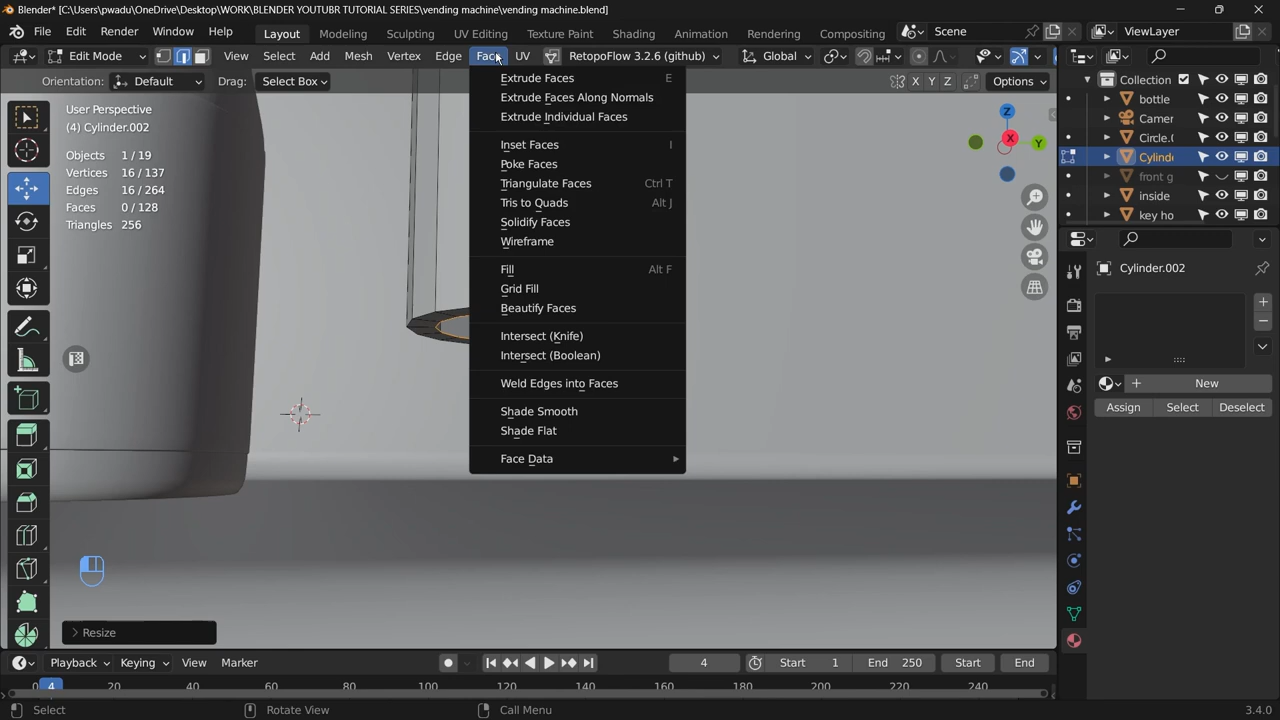 Blender* [C:\Users\pwadu\OneDrive\Desktop\WORK\BLENDER YOUTUBR TUTORIAL SERIES\vending machine\vending machine.blend]
File Edit Render Window Help Layout Modeling Sculpting UV Editing Texture Paint Shading Animation Rendering Compositing Scene ViewLayer
Edit Mode View Select Add Mesh Vertex Edge Face UV RetopoFlow 3.2.6 (github) Global
Orientation: Default Drag: Select Box X Y Z Options
User Perspective
(4) Cylinder.002
Objects 1/19
Vertices 16/137
Edges 16/264
Faces 0/128
Triangles 256
Extrude Faces E
Extrude Faces Along Normals
Extrude Individual Faces
Inset Faces I
Poke Faces
Triangulate Faces Ctrl T
Tris to Quads Alt J
Solidify Faces
Wireframe
Fill Alt F
Grid Fill
Beautify Faces
Intersect (Knife)
Intersect (Boolean)
Weld Edges into Faces
Shade Smooth
Shade Flat
Face Data
Z
X
Y
Collection
bottle
Camer
Circle.(
Cylind
front g
inside
key ho
Cylinder.002
New
Assign Select Deselect
Resize
Playback Keying View Marker 4 Start 1 End 250 Start End
0 4 20 40 60 80 100 120 140 160 180 200 220 240
Select Rotate View Call Menu 3.4.0